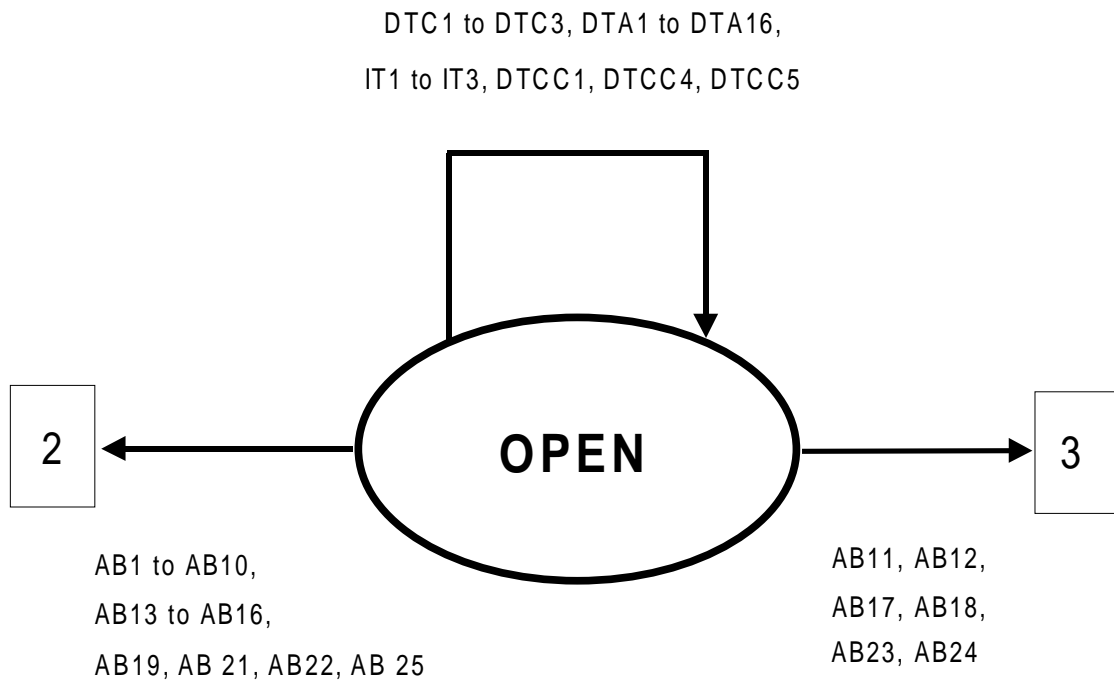 DTC1 to DTC3, DTA1 to DTA16,
IT1 to IT3, DTCC1, DTCC4, DTCC5
2
OPEN
3
AB1 to AB10,
AB13 to AB16,
AB19, AB 21, AB22, AB 25
AB11, AB12,
AB17, AB18,
AB23, AB24